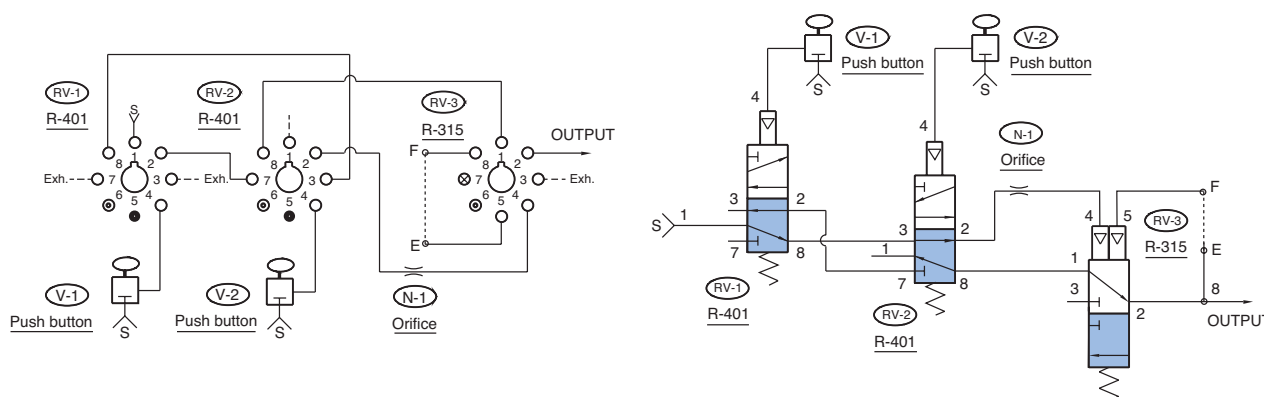 RV-1
R-401
S
RV-2
R-401
RV-3
R-315
OUTPUT
F
1
2
3
4
5
6
7
8
1
2
3
4
5
6
7
8
1
2
3
4
5
6
7
8
Exh.
Exh.
Exh.
E
V-1
Push button
S
V-2
Push button
S
N-1
Orifice
V-1
Push button
S
V-2
Push button
S
4
4
N-1
Orifice
S
1
3
2
7
8
RV-1
R-401
3
2
1
7
8
RV-2
R-401
4
5
F
RV-3
R-315
E
1
3
2
8
OUTPUT